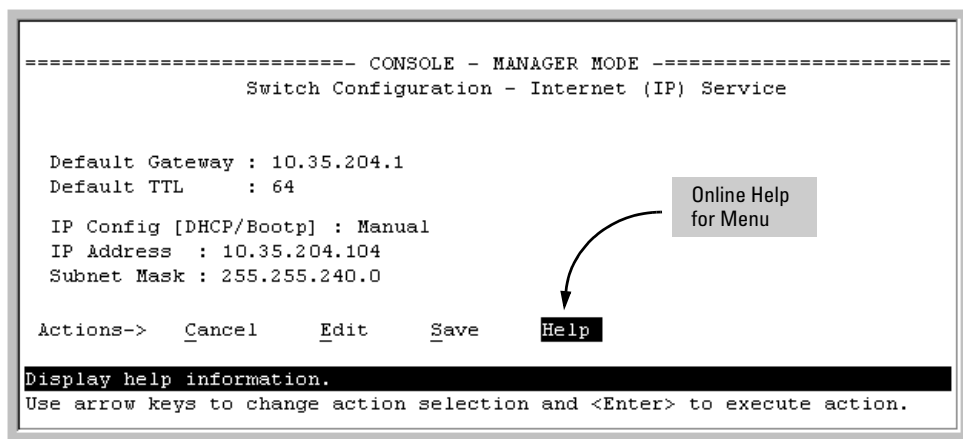 ===========================- CONSOLE - MANAGER MODE -========================
Switch Configuration - Internet (IP) Service
Default Gateway : 10.35.204.1
Default TTL     : 64
Online Help
for Menu
IP Config [DHCP/Bootp] : Manual
IP Address  : 10.35.204.104
Subnet Mask : 255.255.240.0
Actions->   Cancel     Edit     Save     Help
Display help information.
Use arrow keys to change action selection and <Enter> to execute action.